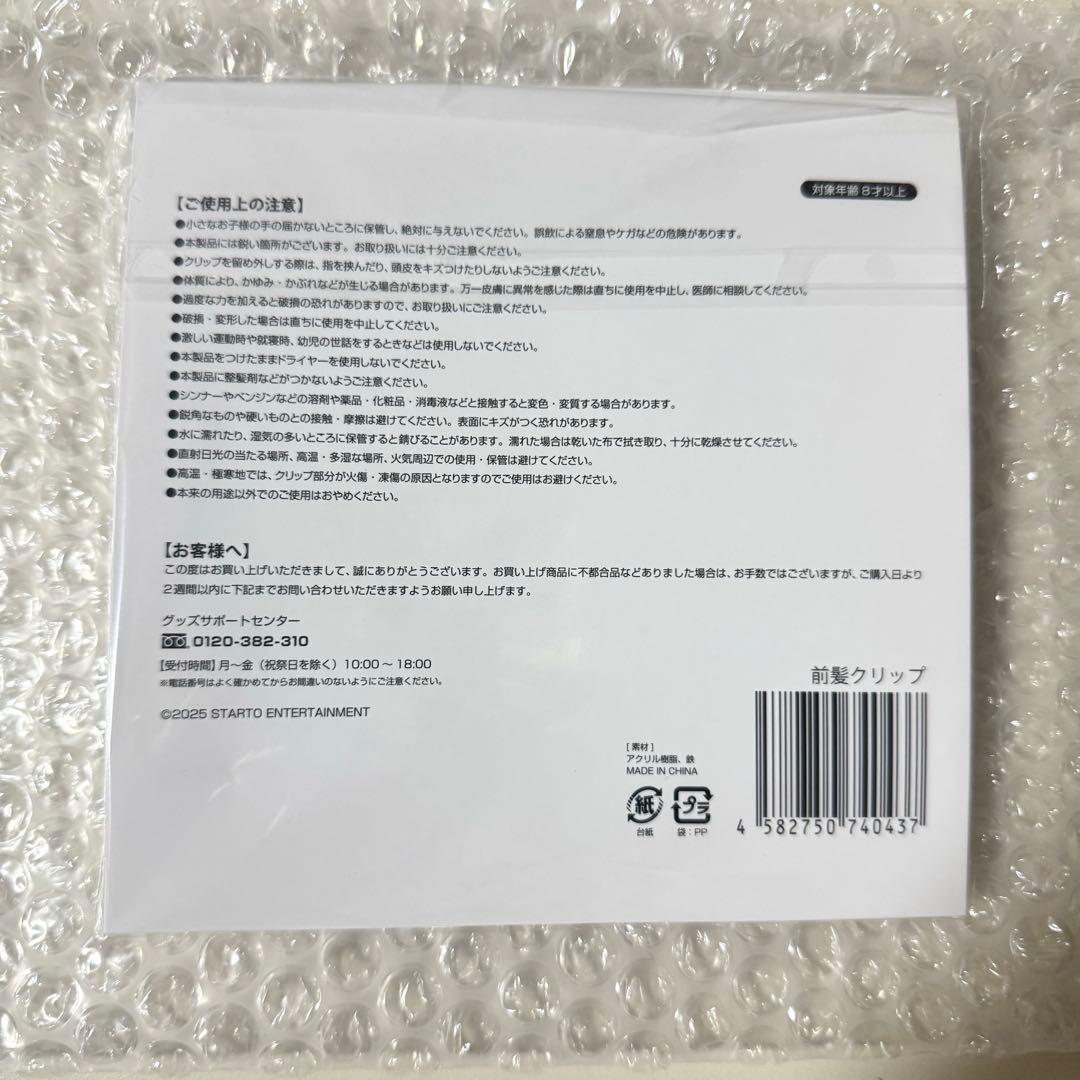 対象年齢8才以上
【ご使用上の注意】
●小さなお子様の手の届かないところに保管し、絶対に与えないでください。誤飲による窒息やケガなどの危険があります。
●本製品には鋭い箇所がございます。お取り扱いには十分ご注意ください。
●クリップを留め外しする際は、指を挟んだり、頭皮をキズつけたりしないようご注意ください。
●体質により、かゆみ・かぶれなどが生じる場合があります。万一皮膚に異常を感じた際は直ちに使用を中止し、医師に相談してください。
●過度な力を加えると破損の恐れがありますので、お取り扱いにご注意ください。
●破損・変形した場合は直ちに使用を中止してください。
●激しい運動時や就寝時、幼児の世話をするときなどは使用しないでください。
●本製品をつけたままドライヤーを使用しないでください。
●本製品に整髪剤などがつかないようご注意ください。
●シンナーやベンジンなどの溶剤や薬品・化粧品・消毒液などと接触すると変色・変質する場合があります。
●鋭角なものや硬いものとの接触・摩擦は避けてください。表面にキズがつく恐れがあります。
●水に濡れたり、湿気の多いところに保管すると錆びることがあります。濡れた場合は乾いた布で拭き取り、十分に乾燥させてください。
●直射日光の当たる場所、高温・多湿な場所、火気周辺での使用・保管は避けてください。
●高温・極寒地では、クリップ部分が火傷・凍傷の原因となりますのでご使用はお避けください。
●本来の用途以外でのご使用はおやめください。
【お客様へ】
この度はお買い上げいただきまして、誠にありがとうございます。お買い上げ商品に不都合品などありました場合は、お手数ではございますが、ご購入日より
2週間以内に下記までお問い合わせいただきますようお願い申し上げます。
グッズサポートセンター
0120-382-310
【受付時間】月〜金（祝祭日を除く）10:00〜18:00
※電話番号はよく確かめてからお間違いのないようにご注意ください。
©2025 STARTO ENTERTAINMENT
前髪クリップ
[素材]
アクリル樹脂、鉄
MADE IN CHINA
紙 プラ
台紙 袋：PP
4 582750 740437